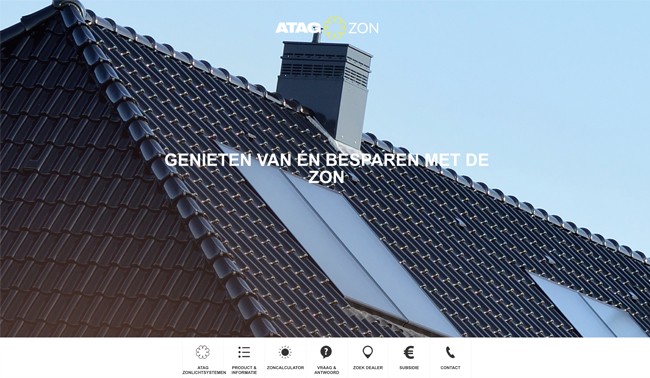 ATAG ZON
GENIETEN VAN ÉN BESPAREN MET DE
ZON
ATAG
ZONLICHTSYSTEMEN
PRODUCT &
INFORMATIE
ZONCALCULATOR
VRAAG &
ANTWOORD
ZOEK DEALER
SUBSIDIE
CONTACT